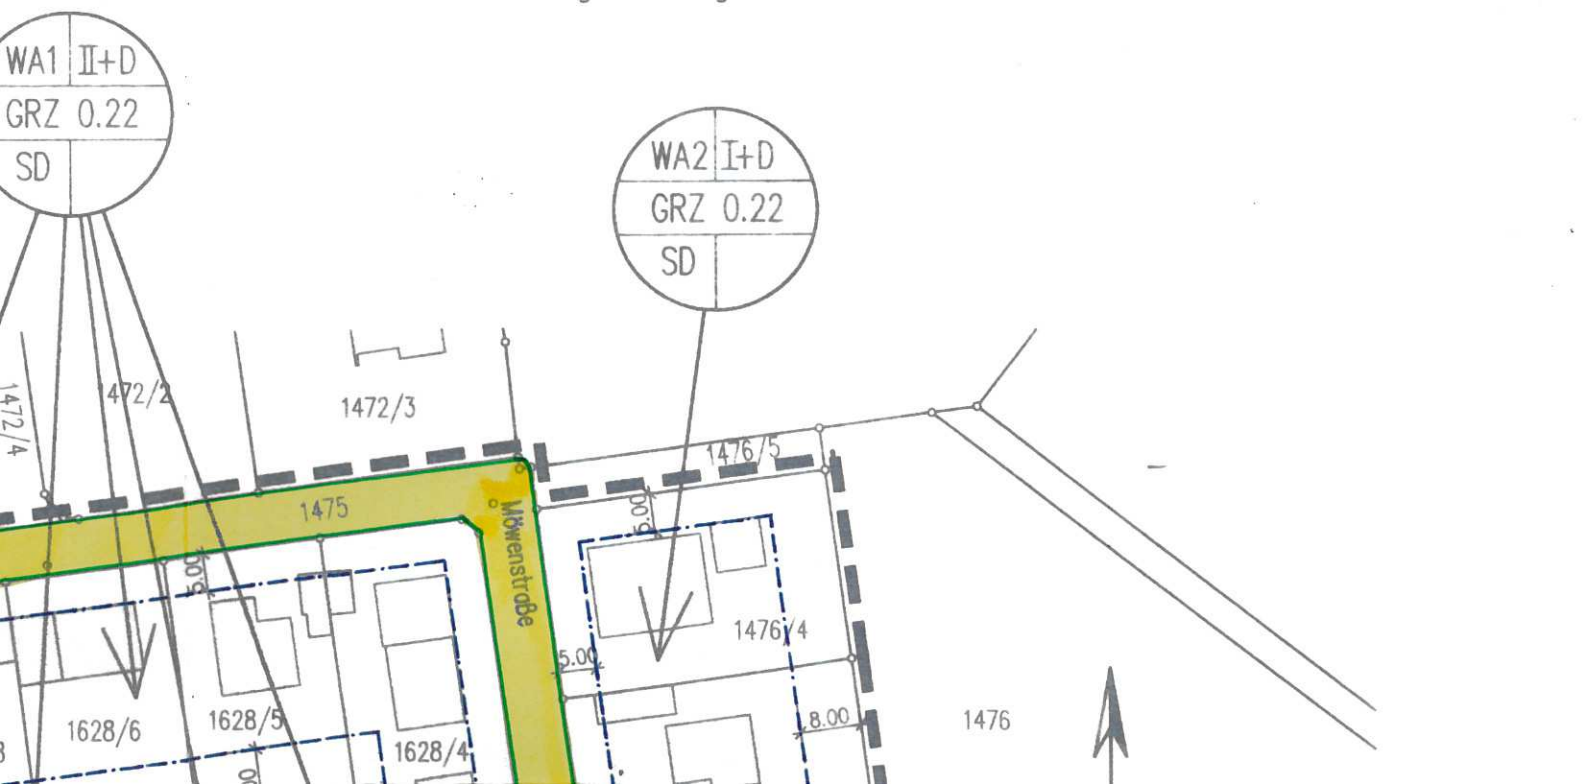 WA1 II+D
GRZ 0.22
SD
WA2 I+D
GRZ 0.22
SD
1472/4
1472/2
1472/3
1476/5
1475
Möwenstraße
5.00
5.00
1476/4
5.00
8.00
1476
1628/6
1628/5
1628/4